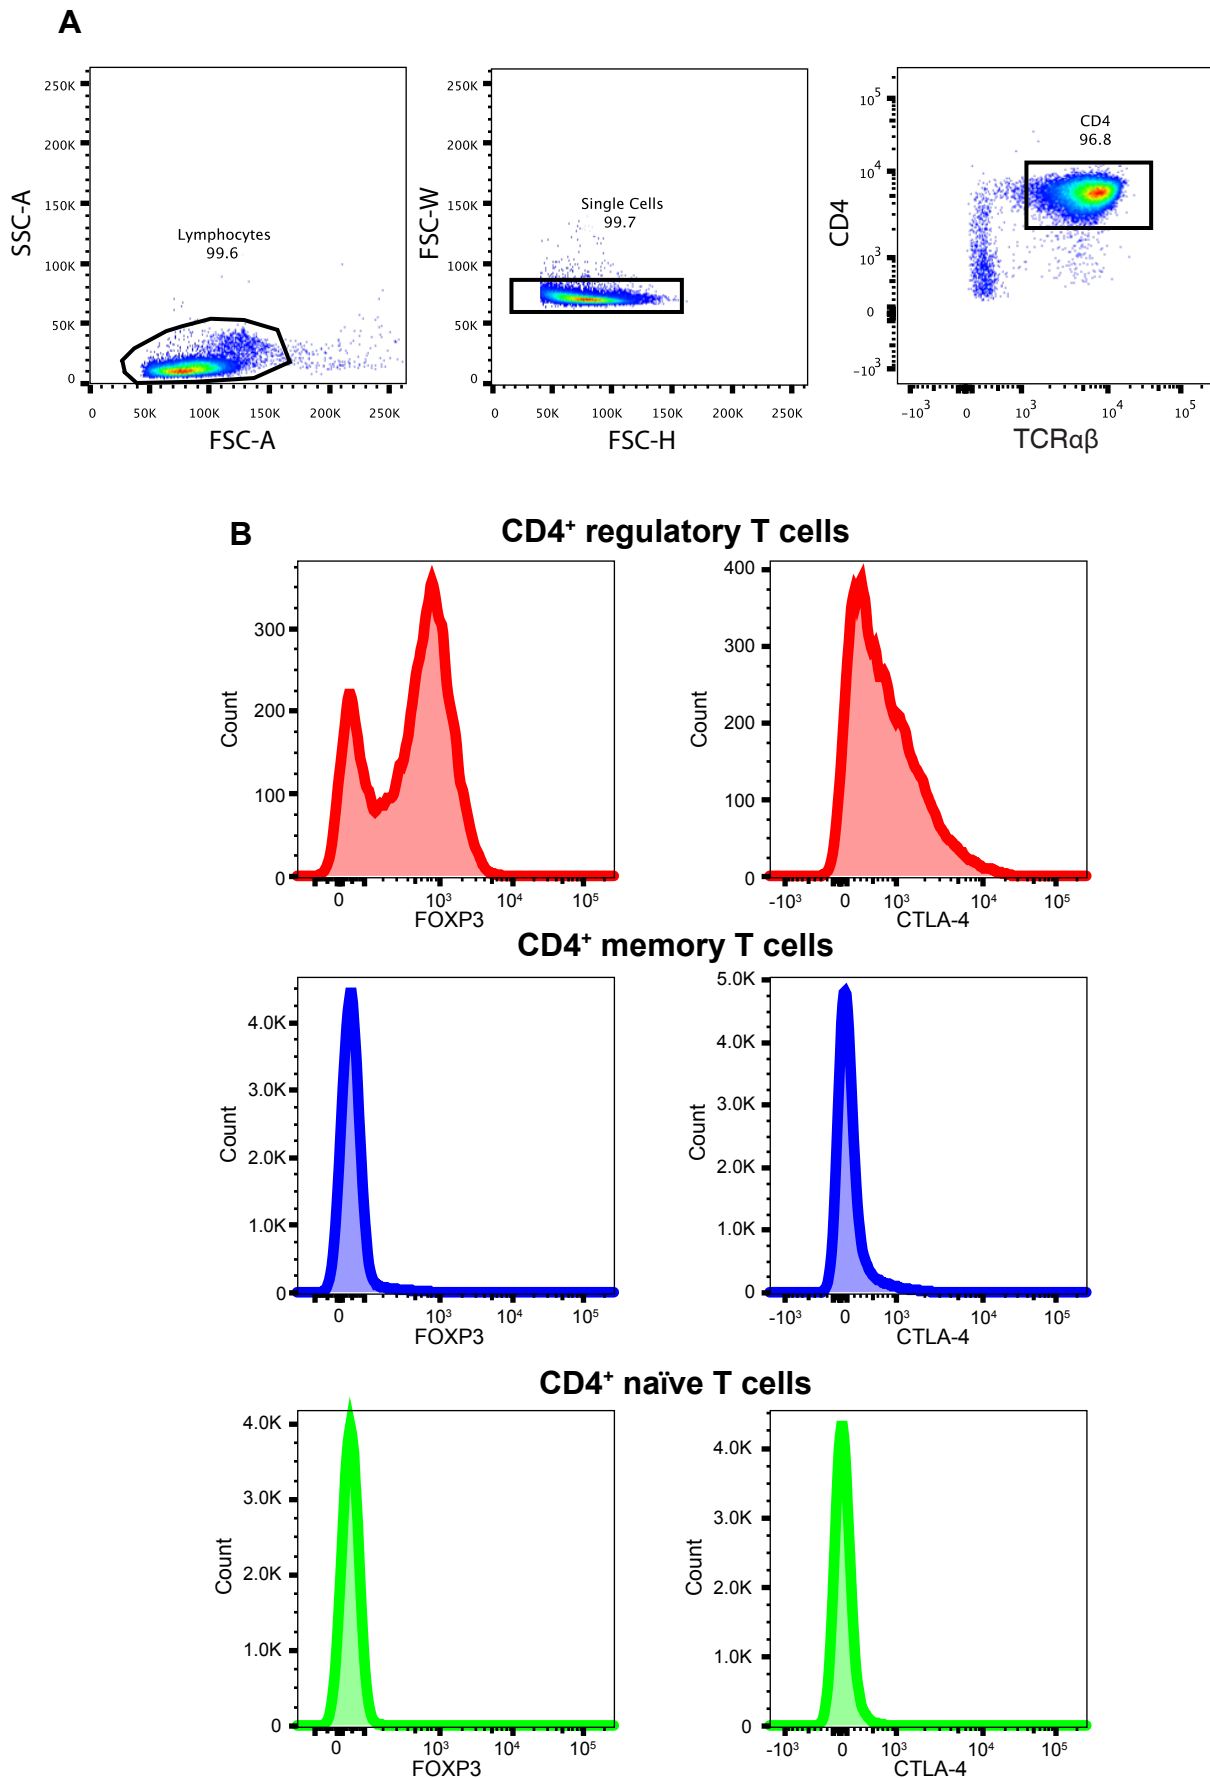 A
250K
200K
150K
100K
50K
0
SSC-A
Lymphocytes
99.6
0 50K 100K 150K 200K 250K
FSC-A
250K
200K
150K
100K
50K
0
FSC-W
Single Cells
99.7
0 50K 100K 150K 200K 250K
FSC-H
10⁵
10⁴
10³
0
-10³
CD4
CD4
96.8
-10³ 0 10³ 10⁴ 10⁵
TCRαβ
B
CD4⁺ regulatory T cells
300
200
100
0
Count
0 10³ 10⁴ 10⁵
FOXP3
400
300
200
100
0
Count
-10³ 0 10³ 10⁴ 10⁵
CTLA-4
CD4⁺ memory T cells
4.0K
3.0K
2.0K
1.0K
0
Count
0 10³ 10⁴ 10⁵
FOXP3
5.0K
4.0K
3.0K
2.0K
1.0K
0
Count
-10³ 0 10³ 10⁴ 10⁵
CTLA-4
CD4⁺ naïve T cells
4.0K
3.0K
2.0K
1.0K
0
Count
0 10³ 10⁴ 10⁵
FOXP3
4.0K
3.0K
2.0K
1.0K
0
Count
-10³ 0 10³ 10⁴ 10⁵
CTLA-4